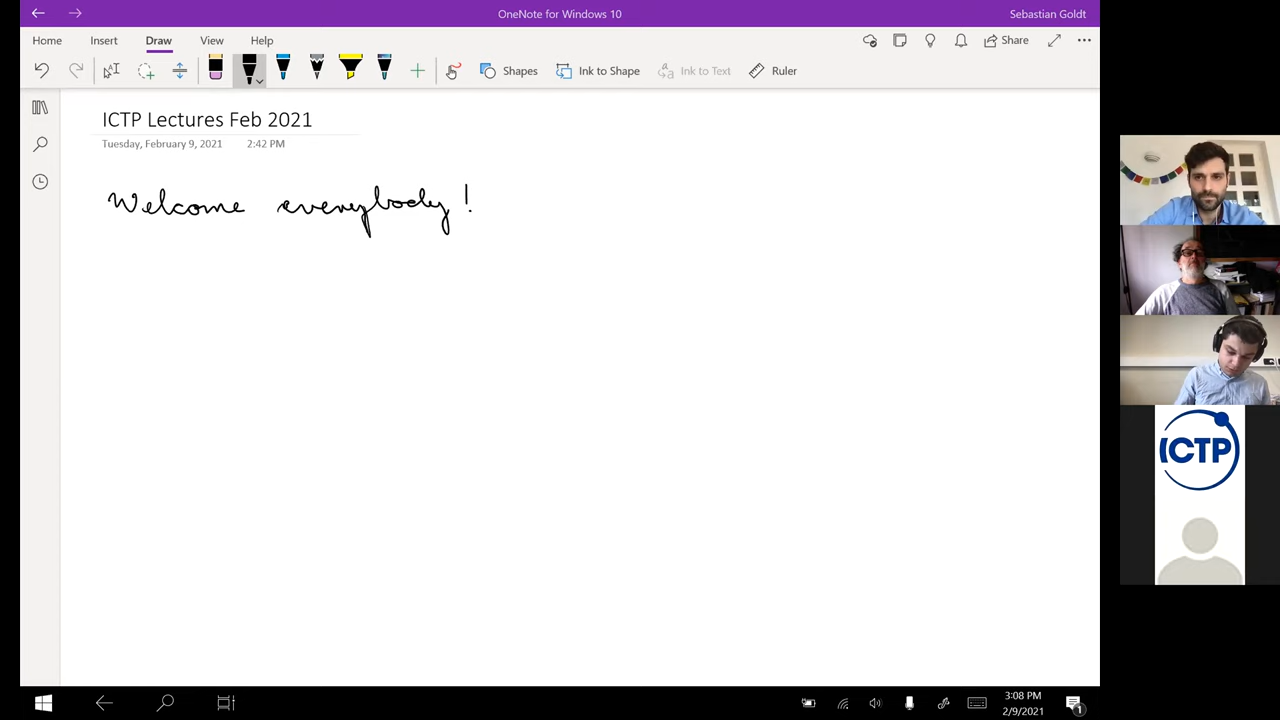 OneNote for Windows 10
Sebastian Goldt
Home Insert Draw View Help
Share
Shapes
Ink to Shape
Ink to Text
Ruler
ICTP Lectures Feb 2021
Tuesday, February 9, 2021 2:42 PM
Welcome everybody!
ICTP
3:08 PM
2/9/2021
1